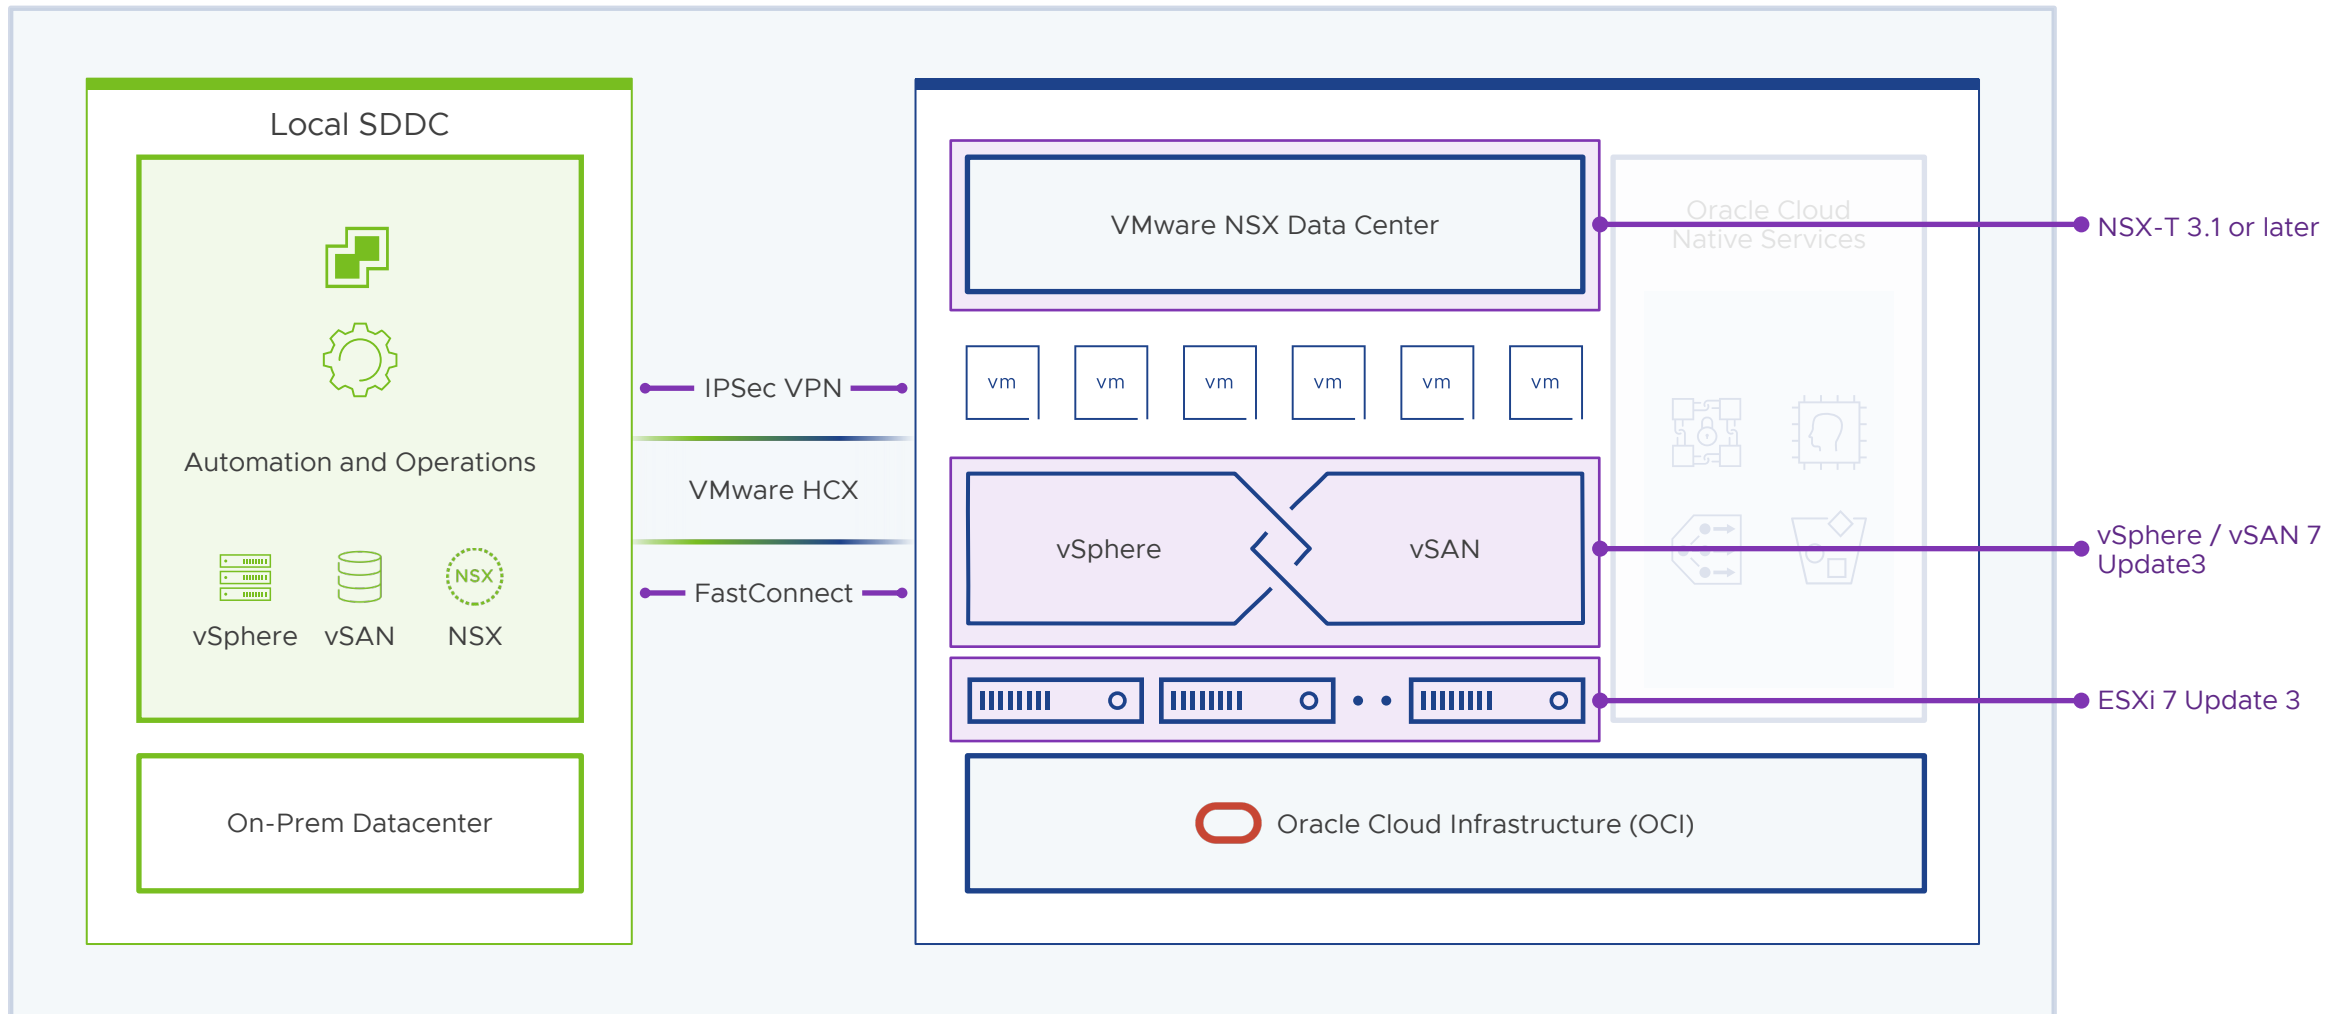 Local SDDC
Automation and Operations
vSphere
vSAN
NSX
NSX
On-Prem Datacenter
IPSec VPN
VMware HCX
FastConnect
VMware NSX Data Center
vm
vm
vm
vm
vm
vm
vSphere
vSAN
Oracle Cloud
Native Services
Oracle Cloud Infrastructure (OCI)
NSX-T 3.1 or later
vSphere / vSAN 7
Update3
ESXi 7 Update 3